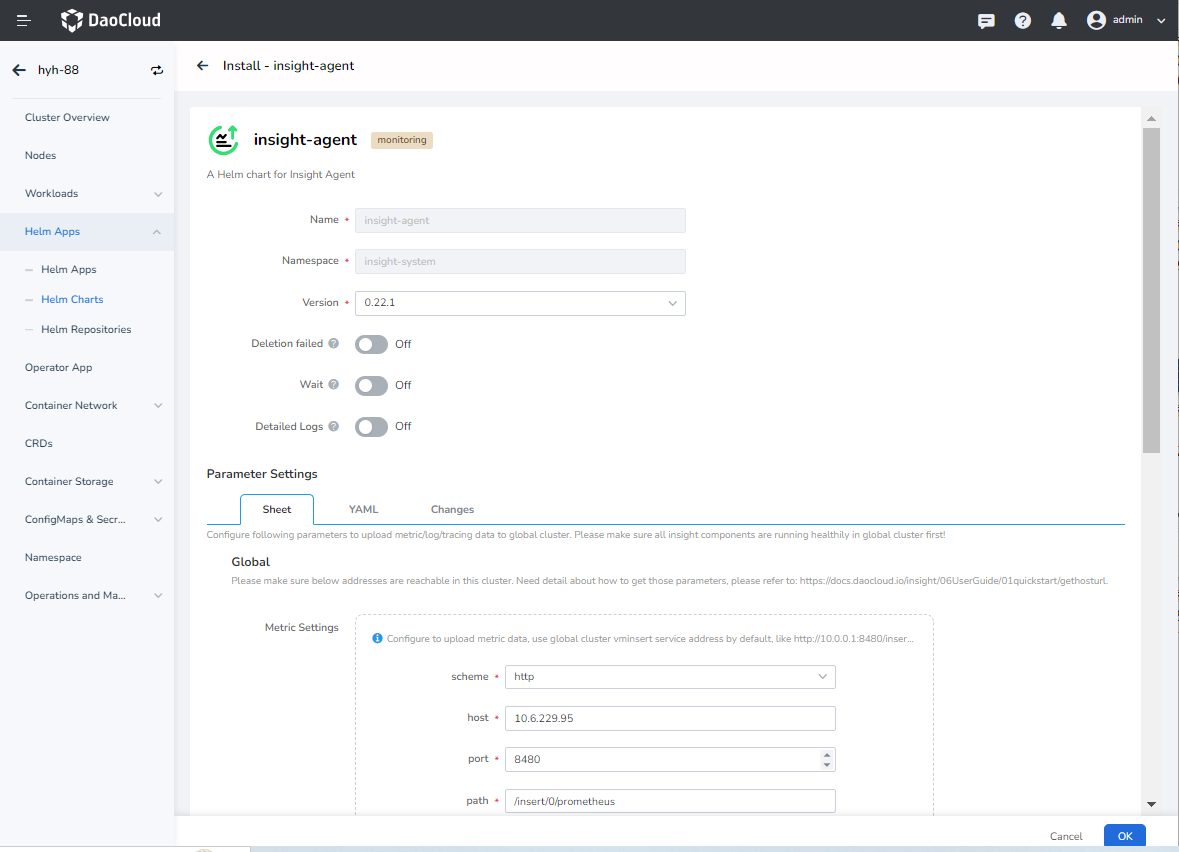 DaoCloud
admin
hyh-88
Install - insight-agent
Cluster Overview
Nodes
Workloads
Helm Apps
Helm Apps
Helm Charts
Helm Repositories
Operator App
Container Network
CRDs
Container Storage
ConfigMaps & Secr...
Namespace
Operations and Ma...
insight-agent
monitoring
A Helm chart for Insight Agent
Name * insight-agent
Namespace * insight-system
Version * 0.22.1
Deletion failed ? Off
Wait ? Off
Detailed Logs ? Off
Parameter Settings
Sheet YAML Changes
Configure following parameters to upload metric/log/tracing data to global cluster. Please make sure all insight components are running healthily in global cluster first!
Global
Please make sure below addresses are reachable in this cluster. Need detail about how to get those parameters, please refer to: https://docs.daocloud.io/insight/06UserGuide/01quickstart/gethosturl.
Metric Settings
Configure to upload metric data, use global cluster vminsert service address by default, like http://10.0.0.1:8480/inser...
scheme * http
host * 10.6.229.95
port * 8480
path * /insert/0/prometheus
Cancel OK